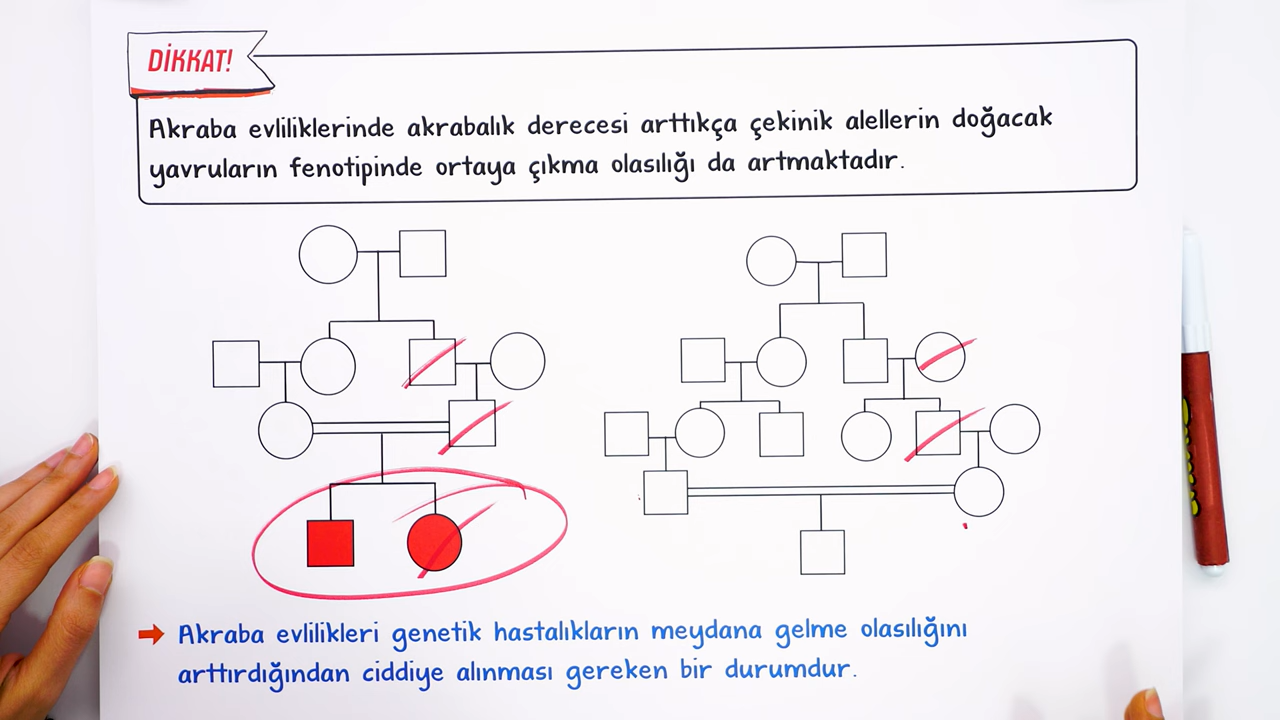 DİKKAT!
Akraba evliliklerinde akrabalık derecesi arttıkça çekinik alellerin doğacak
yavruların fenotipinde ortaya çıkma olasılığı da artmaktadır.
Akraba evlilikleri genetik hastalıkların meydana gelme olasılığını
arttırdığından ciddiye alınması gereken bir durumdur.